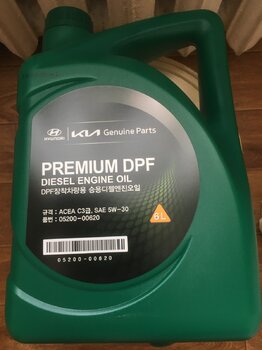 HYUNDAI KIA Genuine Parts
PREMIUM DPF
DIESEL ENGINE OIL
DPF장착차량용 승용디젤엔진오일
6L
규격 : ACEA C3급, SAE 5W-30
품번 : 05200-00620
05200-00620